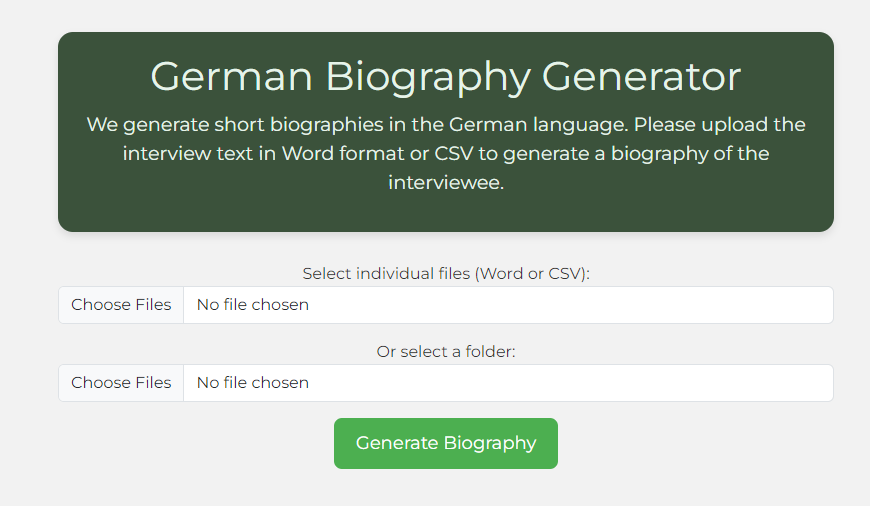 German Biography Generator
We generate short biographies in the German language. Please upload the
interview text in Word format or CSV to generate a biography of the
interviewee.
Select individual files (Word or CSV):
Choose Files No file chosen
Or select a folder:
Choose Files No file chosen
Generate Biography